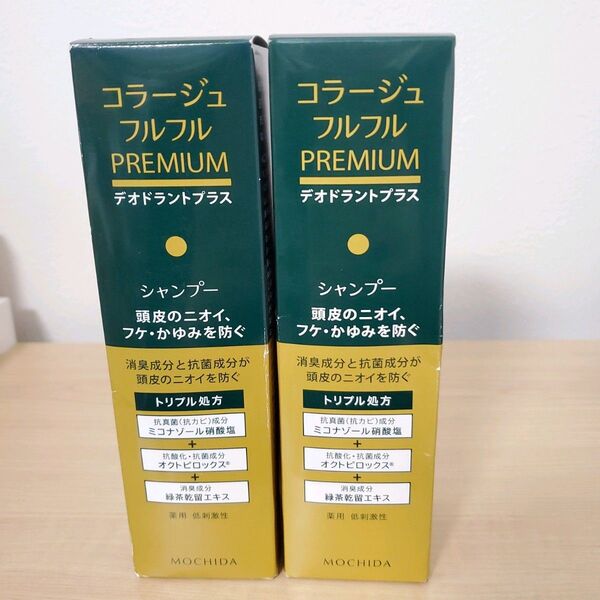 コラージュ
フルフル
PREMIUM
デオドラントプラス
シャンプー
頭皮のニオイ、
フケ・かゆみを防ぐ
消臭成分と抗菌成分が
頭皮のニオイを防ぐ
トリプル処方
抗真菌(抗カビ)成分
ミコナゾール硝酸塩
+
抗酸化・抗菌成分
オクトピロックス®
+
消臭成分
緑茶乾留エキス
薬用 低刺激性
MOCHIDA
コラージュ
フルフル
PREMIUM
デオドラントプラス
シャンプー
頭皮のニオイ、
フケ・かゆみを防ぐ
消臭成分と抗菌成分が
頭皮のニオイを防ぐ
トリプル処方
抗真菌(抗カビ)成分
ミコナゾール硝酸塩
+
抗酸化・抗菌成分
オクトピロックス®
+
消臭成分
緑茶乾留エキス
薬用 低刺激性
MOCHIDA